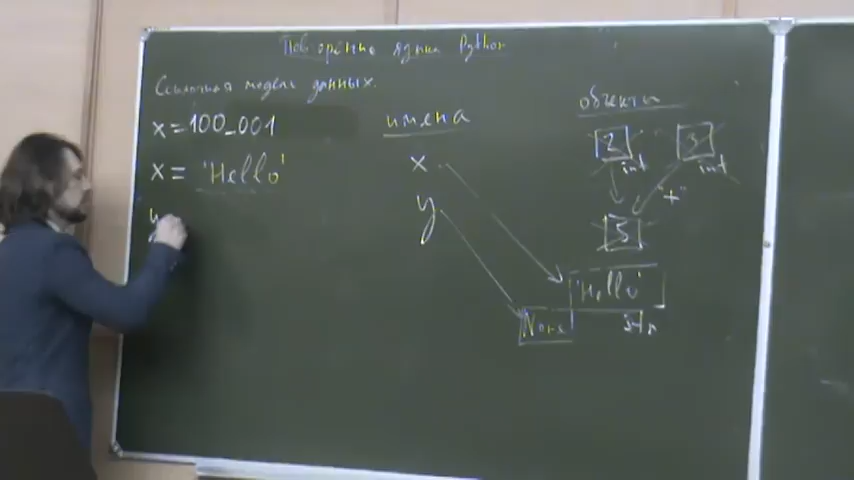 Повторение языка Python
Ссылочная модель данных.
x = 100_001
x = 'Hello'
y
имена
x
y
объекты
2
3
int
int
"+"
5
'Hello'
None
str